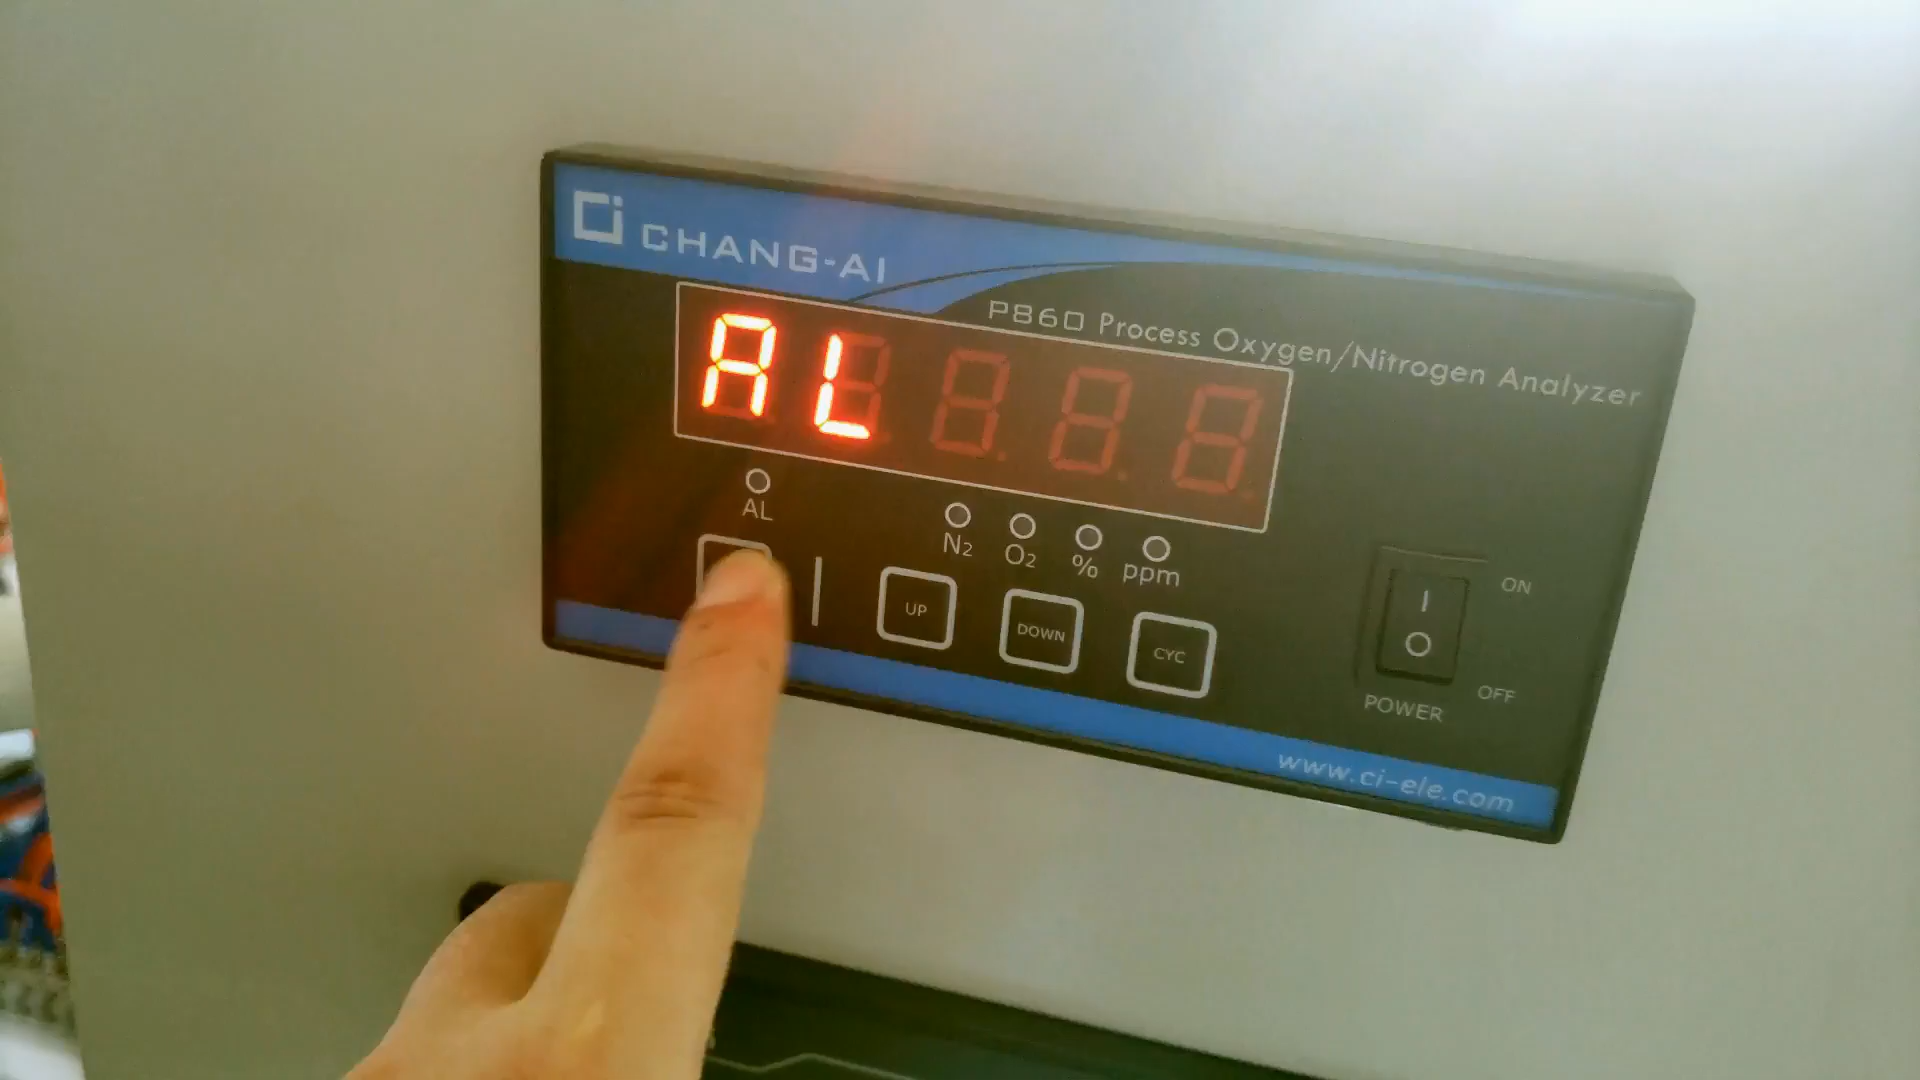 Ci CHANG-AI
P860 Process Oxygen/Nitrogen Analyzer
AL
AL
N2 O2 % ppm
UP DOWN CYC
I
O
ON
OFF
POWER
www.ci-ele.com